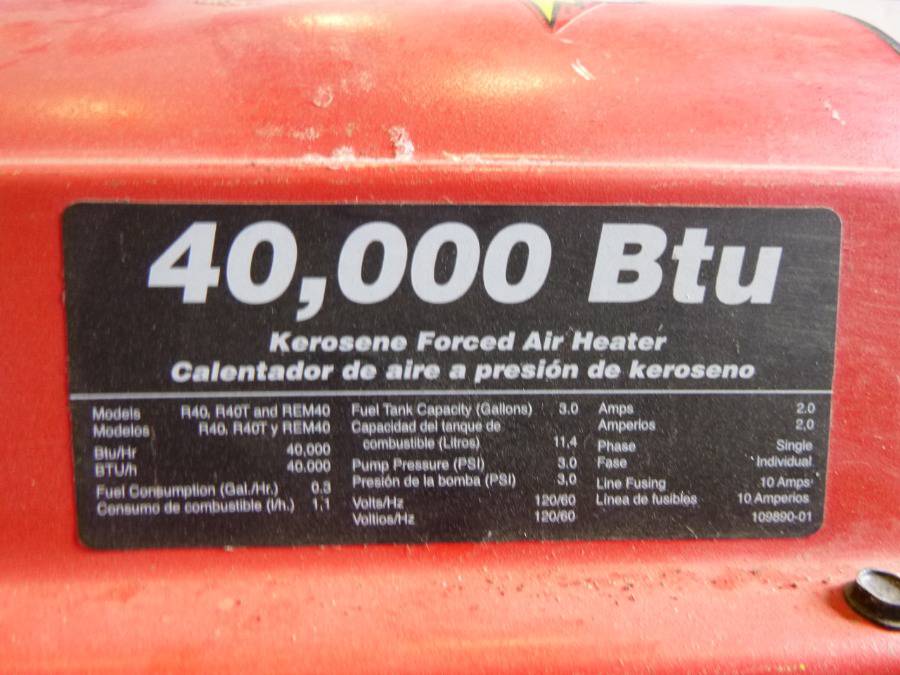 40,000 Btu
Kerosene Forced Air Heater
Calentador de aire a presión de keroseno
Models R40, R40T and REM40
Modelos R40, R40T y REM40
Btu/Hr 40,000
BTU/h 40.000
Fuel Consumption (Gal./Hr.) 0.3
Consumo de combustible (l/h.) 1,1
Fuel Tank Capacity (Gallons) 3.0
Capacidad del tanque de
combustible (Litros) 11,4
Pump Pressure (PSI) 3.0
Presión de la bomba (PSI) 3,0
Volts/Hz 120/60
Voltios/Hz 120/60
Amps 2.0
Amperios 2,0
Phase Single
Fase Individual
Line Fusing 10 Amps
Línea de fusibles 10 Amperios
109890-01